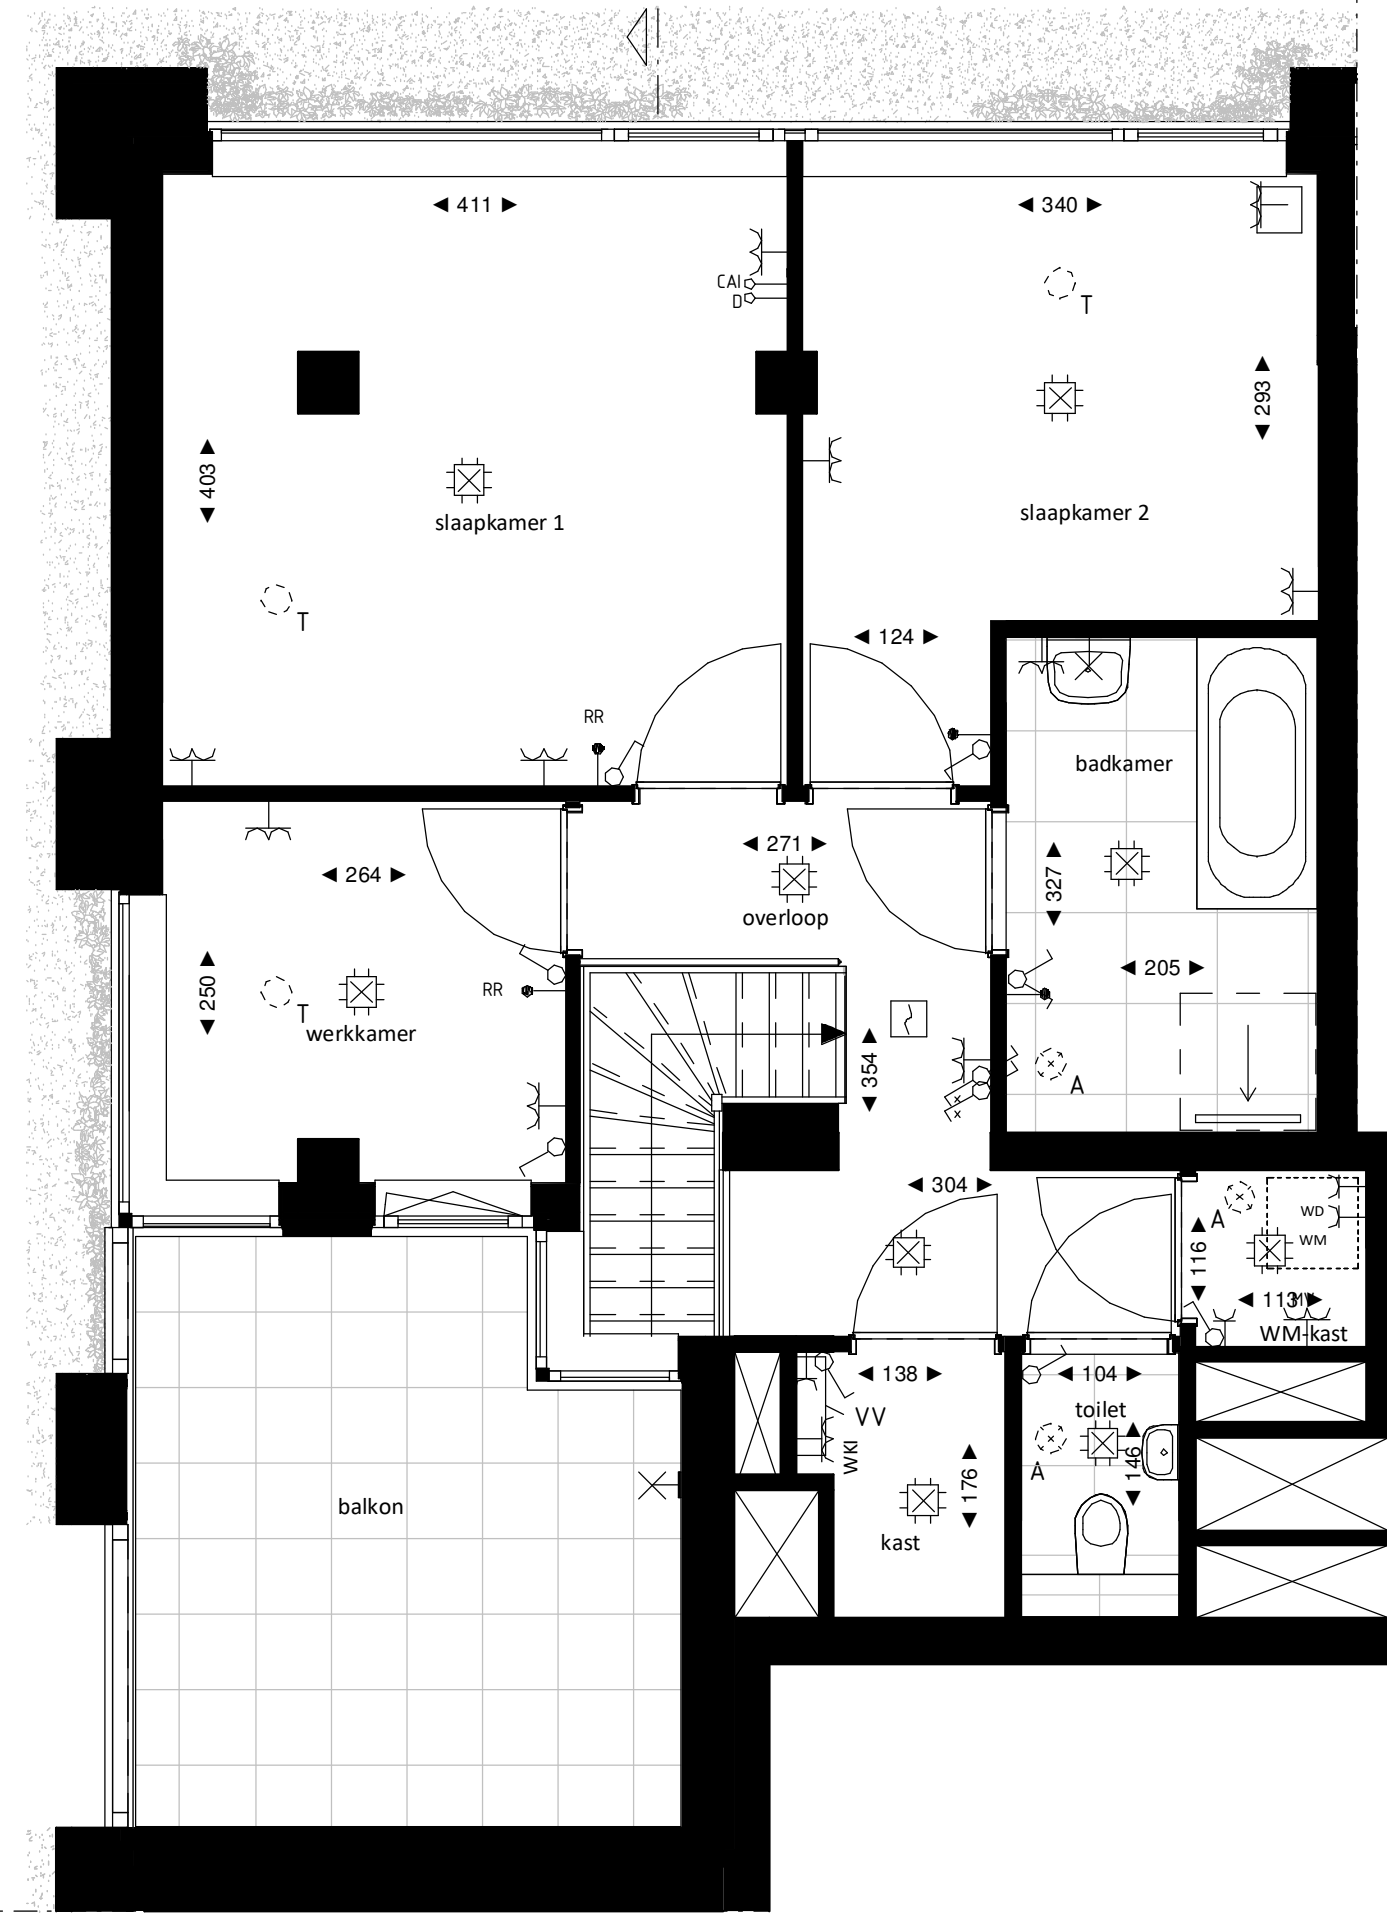 ◄ 411 ►
◄ 340 ►
CAI
D
T
◄ 293 ►
◄ 403 ►
slaapkamer 1
slaapkamer 2
T
◄ 124 ►
RR
badkamer
◄ 271 ►
◄ 264 ►
◄ 327 ►
overloop
◄ 205 ►
◄ 250 ►
RR
T
werkkamer
◄ 354 ►
A
◄ 304 ►
A
WD
WM
◄ 116 ►
◄ 113 ►
WM-kast
◄ 138 ►
◄ 104 ►
toilet
VV
WKI
◄ 146 ►
A
◄ 176 ►
balkon
kast